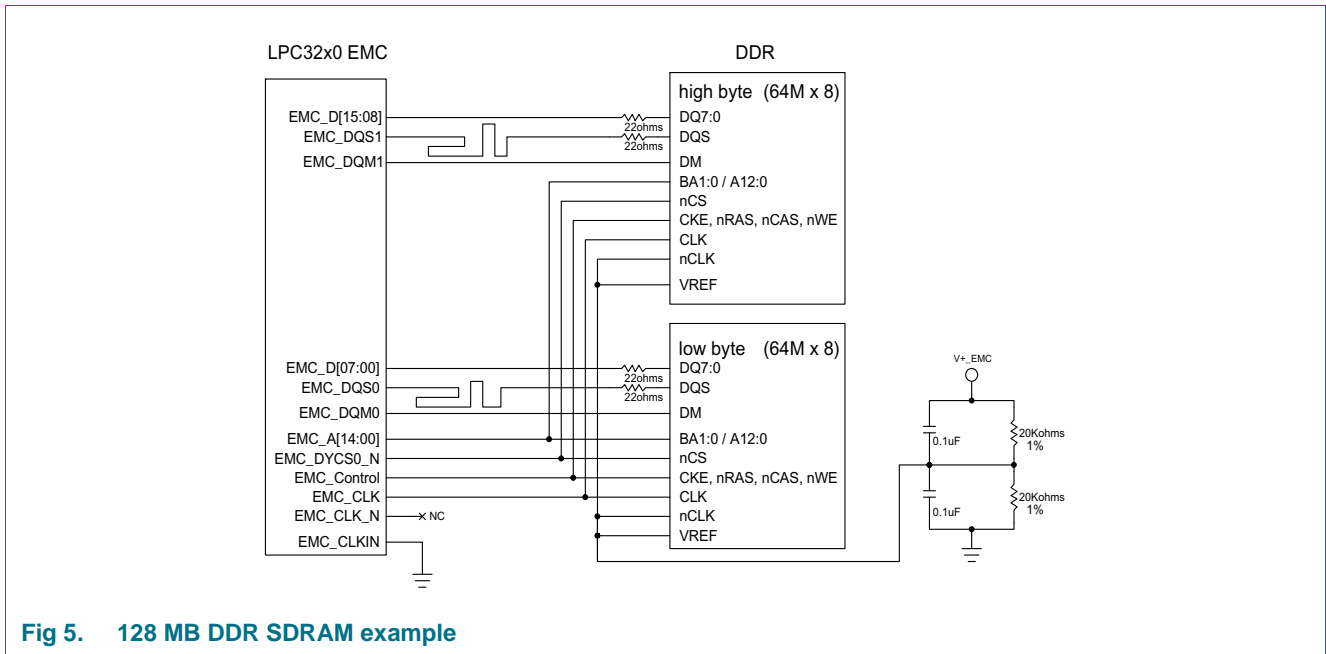 LPC32x0 EMC
DDR
high byte (64M x 8)
EMC_D[15:08]
22ohms
DQ7:0
EMC_DQS1
22ohms
DQS
EMC_DQM1
DM
BA1:0 / A12:0
nCS
CKE, nRAS, nCAS, nWE
CLK
nCLK
VREF
low byte (64M x 8)
EMC_D[07:00]
22ohms
DQ7:0
EMC_DQS0
22ohms
DQS
EMC_DQM0
DM
EMC_A[14:00]
BA1:0 / A12:0
EMC_DYCS0_N
nCS
EMC_Control
CKE, nRAS, nCAS, nWE
EMC_CLK
CLK
EMC_CLK_N
NC
nCLK
EMC_CLKIN
VREF
V+_EMC
0.1uF
20Kohms
1%
0.1uF
20Kohms
1%
Fig 5. 128 MB DDR SDRAM example